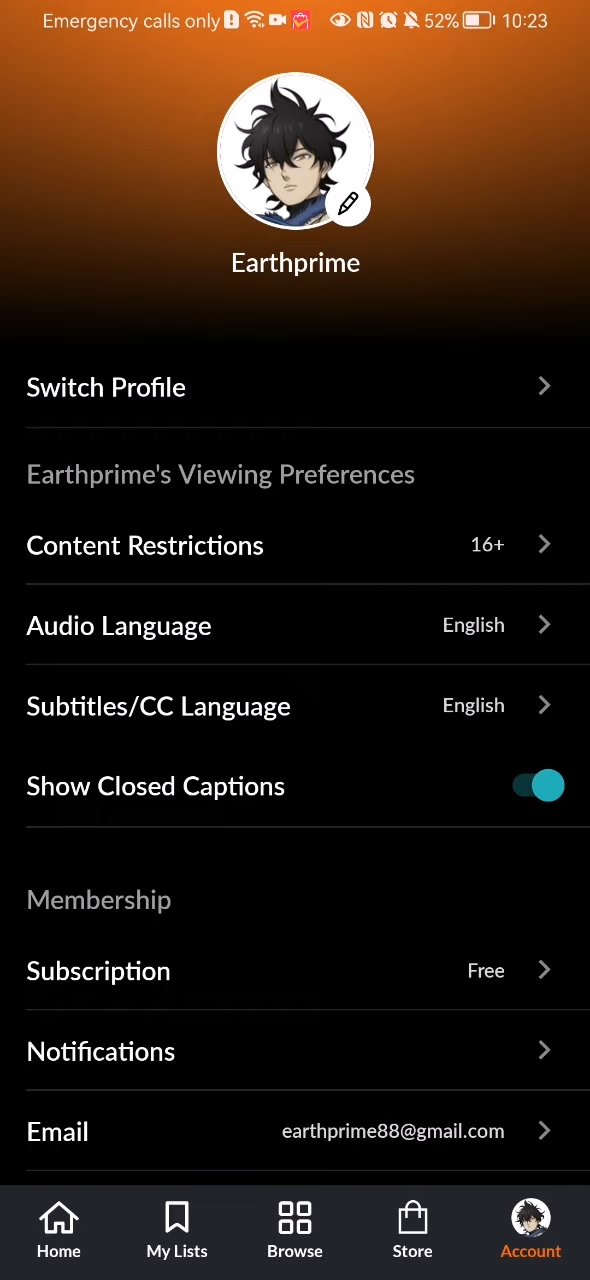 Emergency calls only 52% 10:23
Earthprime
Switch Profile
Earthprime's Viewing Preferences
Content Restrictions 16+
Audio Language English
Subtitles/CC Language English
Show Closed Captions
Membership
Subscription Free
Notifications
Email earthprime88@gmail.com
Home My Lists Browse Store Account